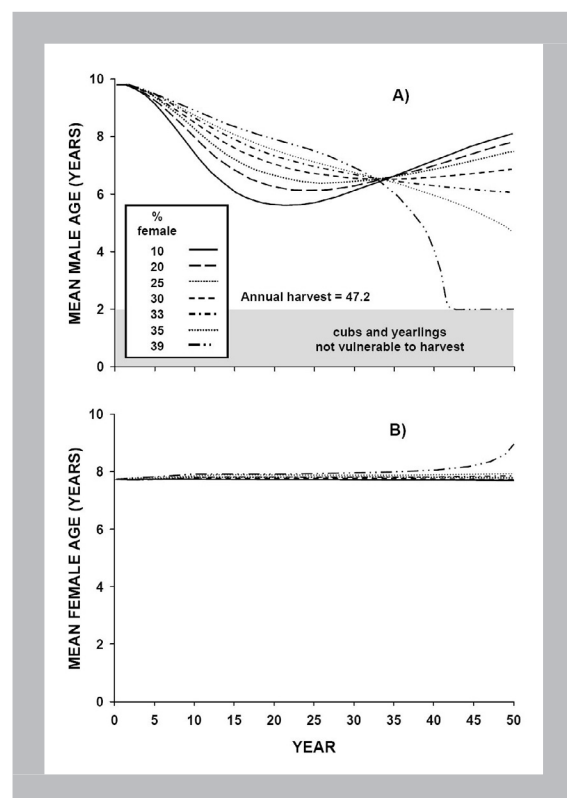 A)
MEAN MALE AGE (YEARS)
10
8
6
4
2
0
%
female
10
20
25
30
33
35
39
Annual harvest = 47.2
cubs and yearlings
not vulnerable to harvest
B)
MEAN FEMALE AGE (YEARS)
10
8
6
4
2
0
0 5 10 15 20 25 30 35 40 45 50
YEAR